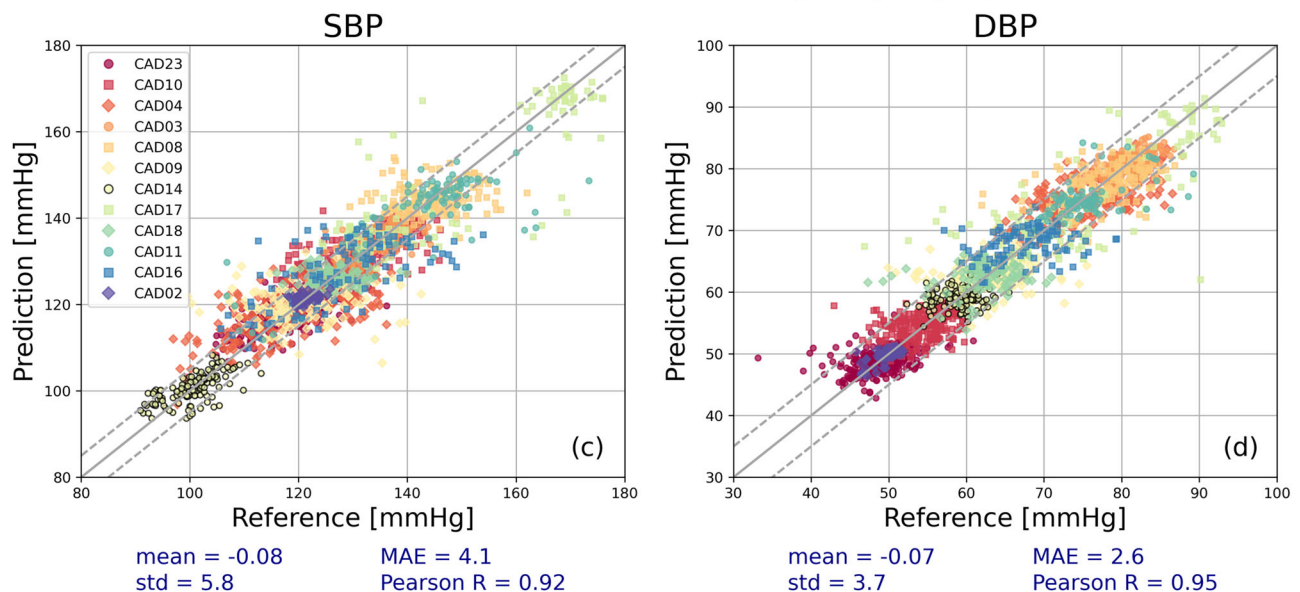 SBP
180
160
140
120
100
80
80
100
120
140
160
180
Prediction [mmHg]
Reference [mmHg]
CAD23
CAD10
CAD04
CAD03
CAD08
CAD09
CAD14
CAD17
CAD18
CAD11
CAD16
CAD02
(c)
mean = -0.08
MAE = 4.1
std = 5.8
Pearson R = 0.92
DBP
100
90
80
70
60
50
40
30
30
40
50
60
70
80
90
100
Prediction [mmHg]
Reference [mmHg]
(d)
mean = -0.07
MAE = 2.6
std = 3.7
Pearson R = 0.95